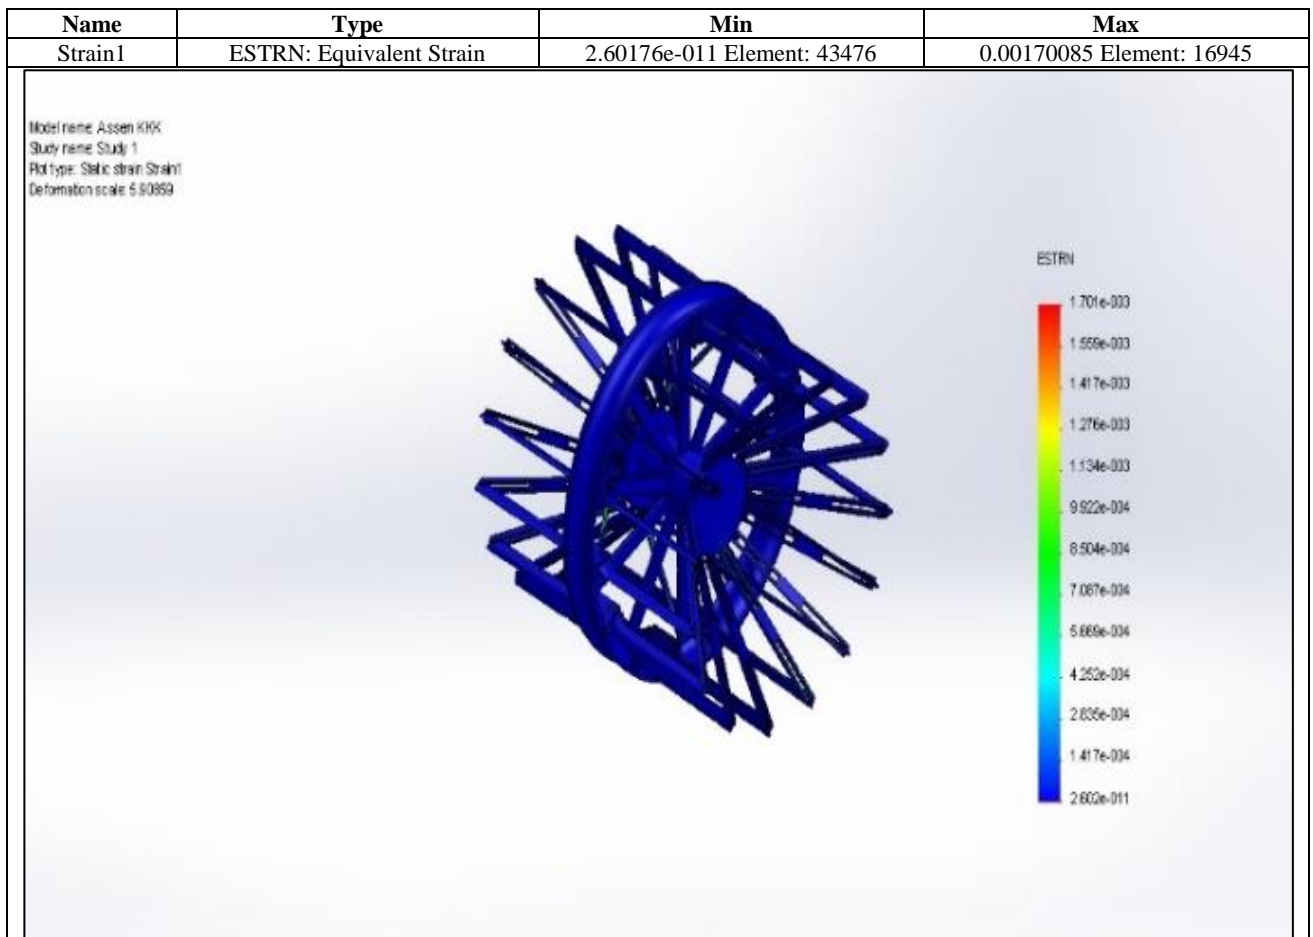 Name Type Min Max
Strain1 ESTRN: Equivalent Strain 2.60176e-011 Element: 43476 0.00170085 Element: 16945
Model name: Assem KKK
Study name: Study 1
Plot type: Static strain Strain1
Deformation scale: 5.90859
ESTRN
1.701e-003
1.559e-003
1.417e-003
1.276e-003
1.134e-003
9.922e-004
8.504e-004
7.087e-004
5.669e-004
4.252e-004
2.835e-004
1.417e-004
2.602e-011